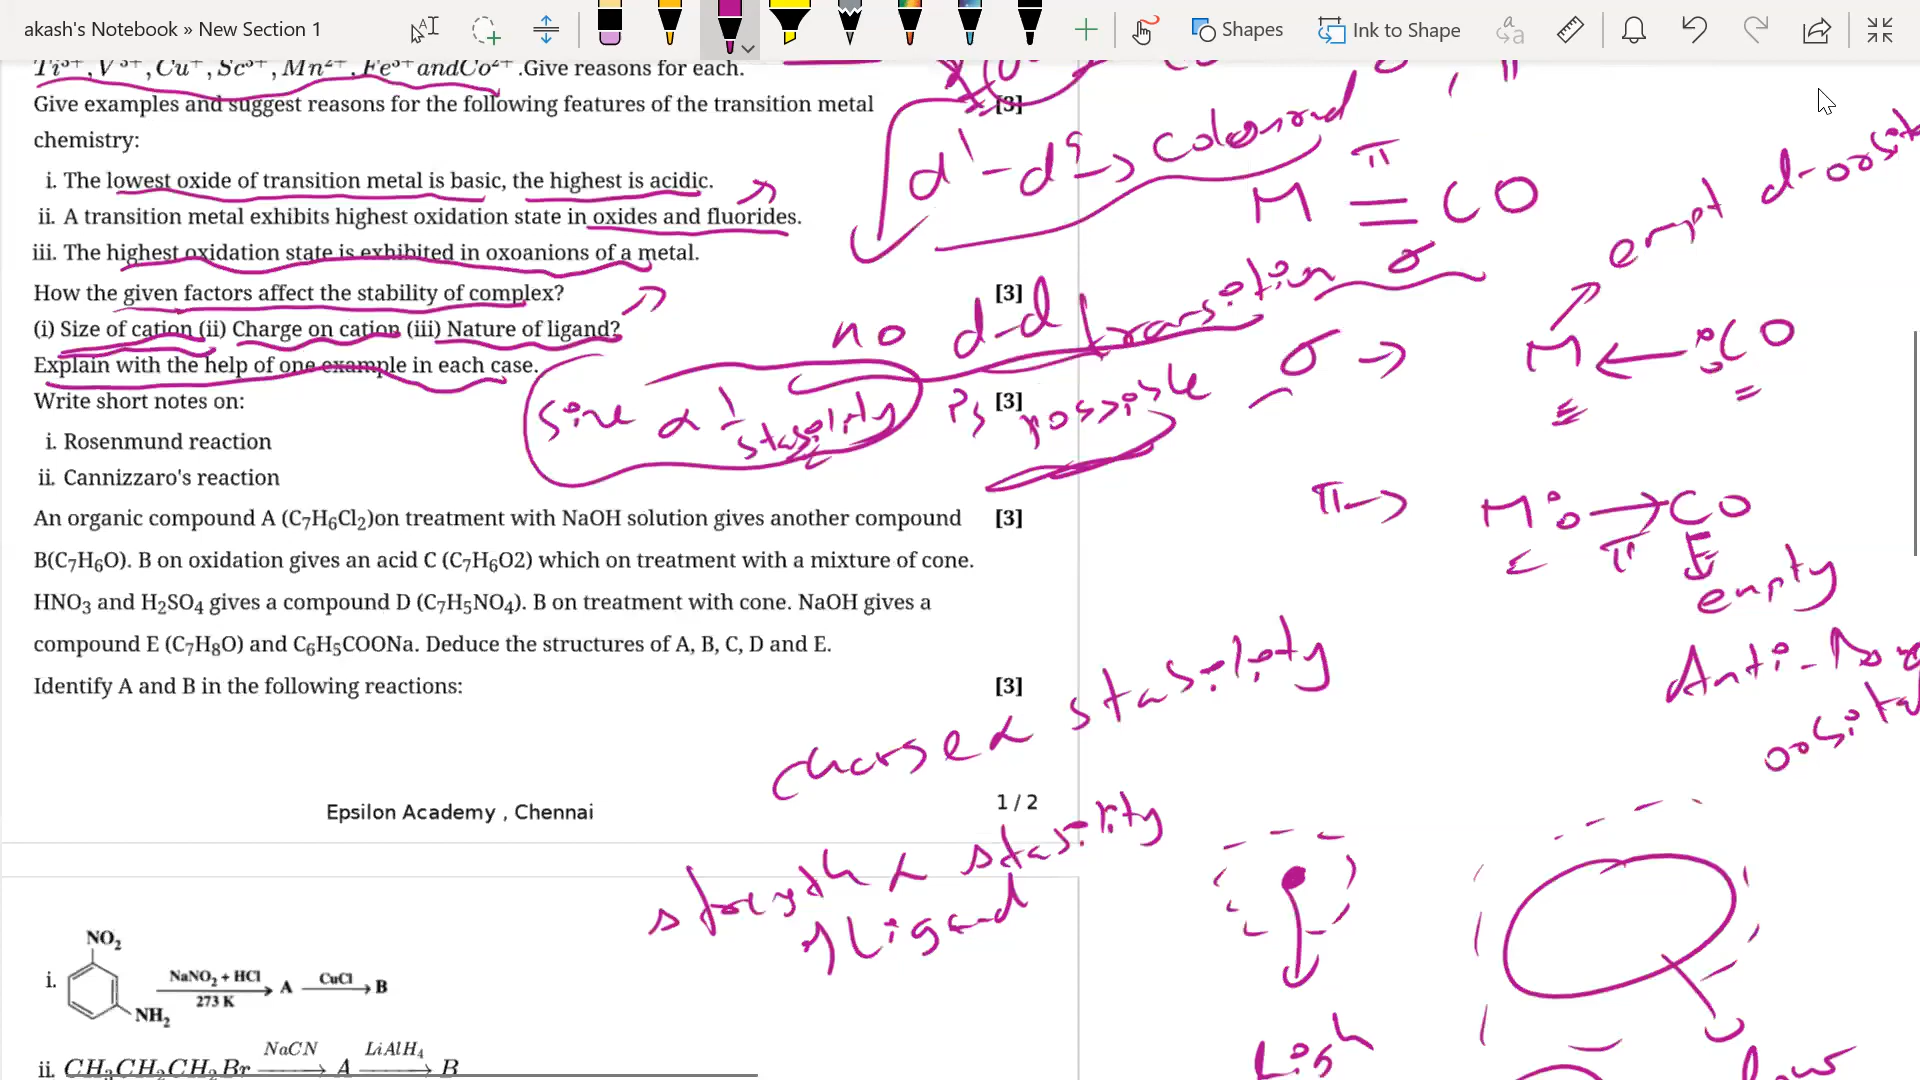 akash's Notebook » New Section 1
Shapes
Ink to Shape
Ti³⁺, V³⁺, Cu⁺, Sc³⁺, Mn²⁺, Fe³⁺andCo²⁺.Give reasons for each.
Give examples and suggest reasons for the following features of the transition metal [3]
chemistry:
i. The lowest oxide of transition metal is basic, the highest is acidic.
ii. A transition metal exhibits highest oxidation state in oxides and fluorides.
iii. The highest oxidation state is exhibited in oxoanions of a metal.
How the given factors affect the stability of complex? [3]
(i) Size of cation (ii) Charge on cation (iii) Nature of ligand?
Explain with the help of one example in each case.
Write short notes on: [3]
i. Rosenmund reaction
ii. Cannizzaro's reaction
An organic compound A (C₇H₆Cl₂)on treatment with NaOH solution gives another compound [3]
B(C₇H₆O). B on oxidation gives an acid C (C₇H₆O2) which on treatment with a mixture of cone.
HNO₃ and H₂SO₄ gives a compound D (C₇H₅NO₄). B on treatment with cone. NaOH gives a
compound E (C₇H₈O) and C₆H₅COONa. Deduce the structures of A, B, C, D and E.
Identify A and B in the following reactions: [3]
Epsilon Academy , Chennai
1 / 2
NO₂
i. NaNO₂ + HCl A CuCl B
273 K
NH₂
ii. CH₃CH₂CH₂Br NaCN A LiAlH₄ B
d¹ - d⁹ → coloured
no d-d transition
is possible
size α 1/stability
charge α stability
strength α stability
of Ligand
π
M = CO
σ
empt d-orbit
σ → M ← :CO
π → M: → CO
π
empty
Anti-bo
orbita
High
low